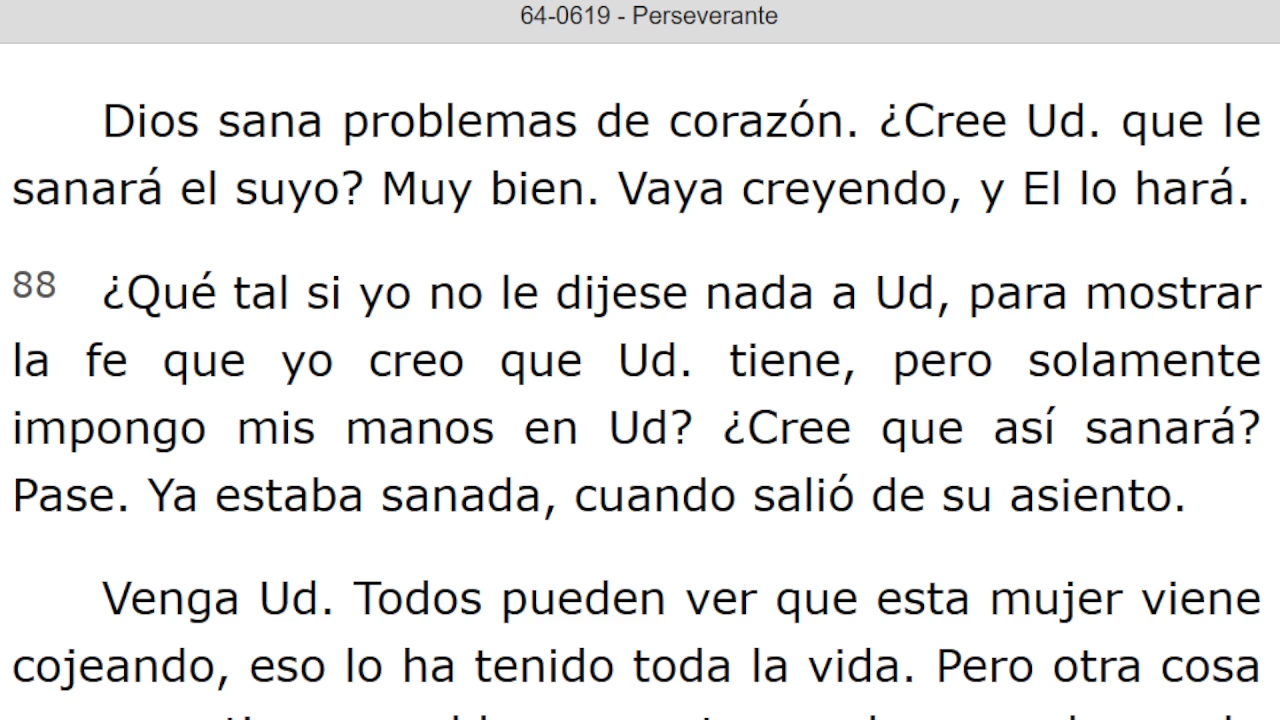 64-0619 - Perseverante
Dios sana problemas de corazón. ¿Cree Ud. que le
sanará el suyo? Muy bien. Vaya creyendo, y El lo hará.
88 ¿Qué tal si yo no le dijese nada a Ud, para mostrar
la fe que yo creo que Ud. tiene, pero solamente
impongo mis manos en Ud? ¿Cree que así sanará?
Pase. Ya estaba sanada, cuando salió de su asiento.
Venga Ud. Todos pueden ver que esta mujer viene
cojeando, eso lo ha tenido toda la vida. Pero otra cosa